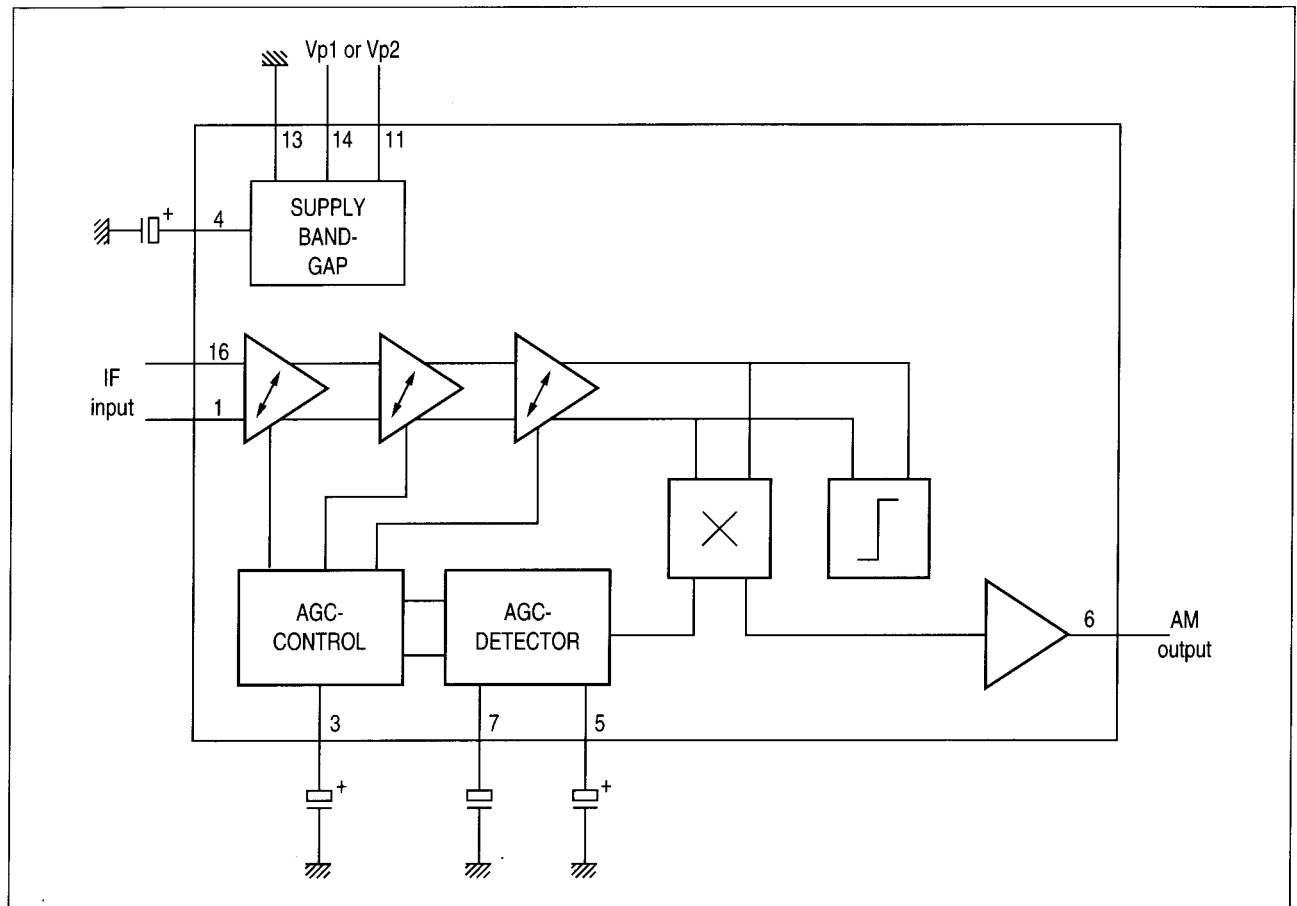 Vp1 or Vp2
13 14 11
4 +
SUPPLY
BAND-
GAP
16
IF
input
1
AGC-
CONTROL
AGC-
DETECTOR
6
AM
output
3 7 5
+ +